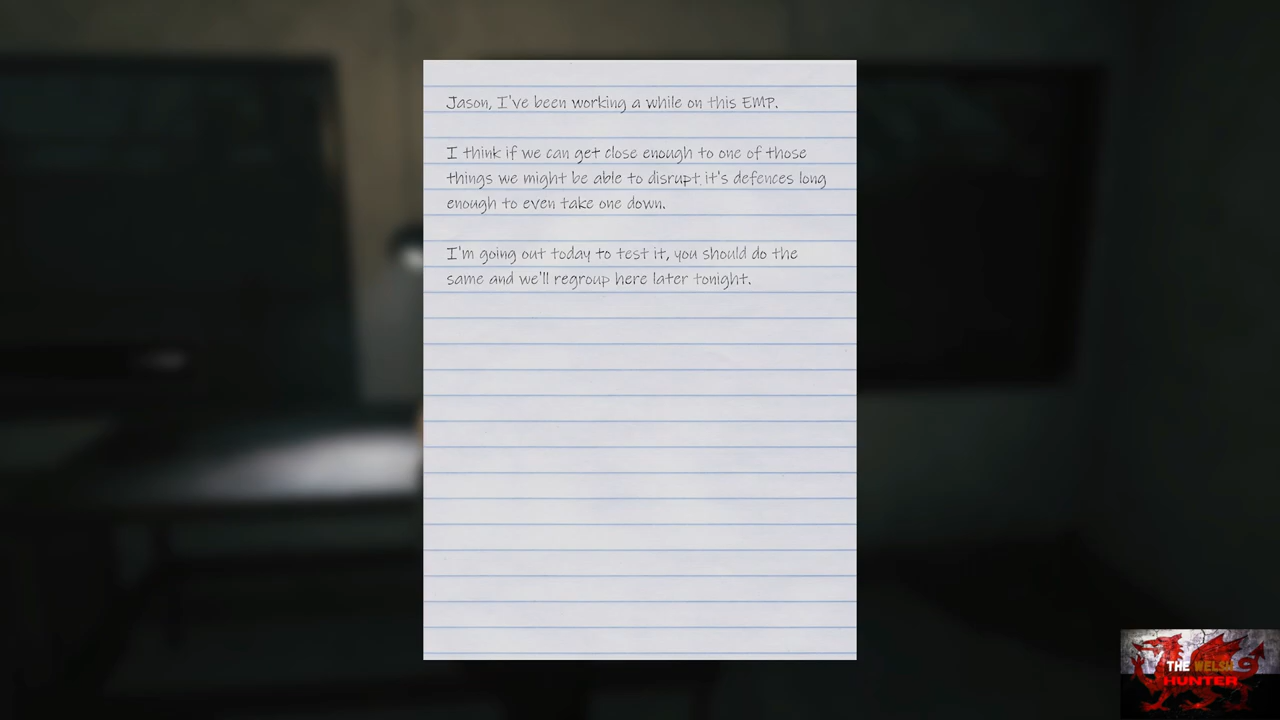 Jason, I've been working a while on this EMP.
I think if we can get close enough to one of those
things we might be able to disrupt it's defences long
enough to even take one down.
I'm going out today to test it, you should do the
same and we'll regroup here later tonight.
THE WELSH
HUNTER